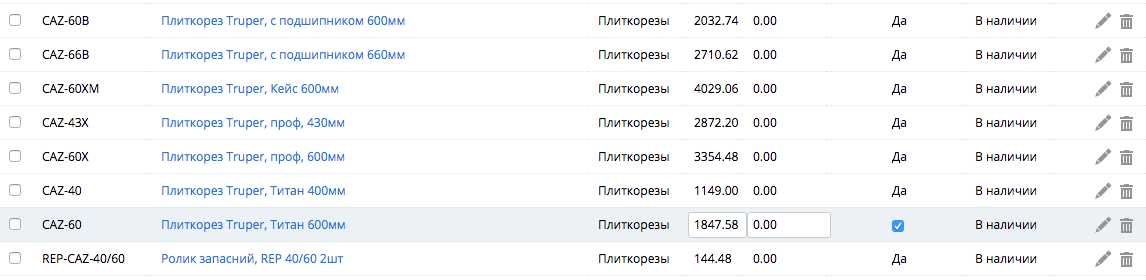 CAZ-60B Плиткорез Truper, с подшипником 600мм Плиткорезы 2032.74 0.00 Да В наличии
CAZ-66B Плиткорез Truper, с подшипником 660мм Плиткорезы 2710.62 0.00 Да В наличии
CAZ-60XM Плиткорез Truper, Кейс 600мм Плиткорезы 4029.06 0.00 Да В наличии
CAZ-43X Плиткорез Truper, проф, 430мм Плиткорезы 2872.20 0.00 Да В наличии
CAZ-60X Плиткорез Truper, проф, 600мм Плиткорезы 3354.48 0.00 Да В наличии
CAZ-40 Плиткорез Truper, Титан 400мм Плиткорезы 1149.00 0.00 Да В наличии
CAZ-60 Плиткорез Truper, Титан 600мм Плиткорезы 1847.58 0.00 В наличии
REP-CAZ-40/60 Ролик запасний, REP 40/60 2шт Плиткорезы 144.48 0.00 Да В наличии